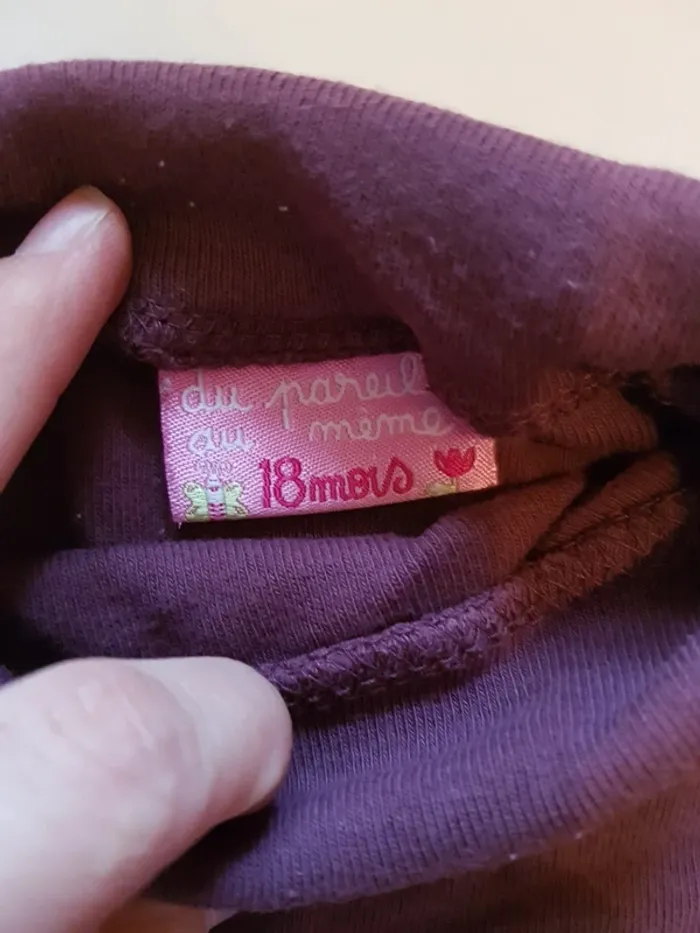 du pareil
au même
18 mois